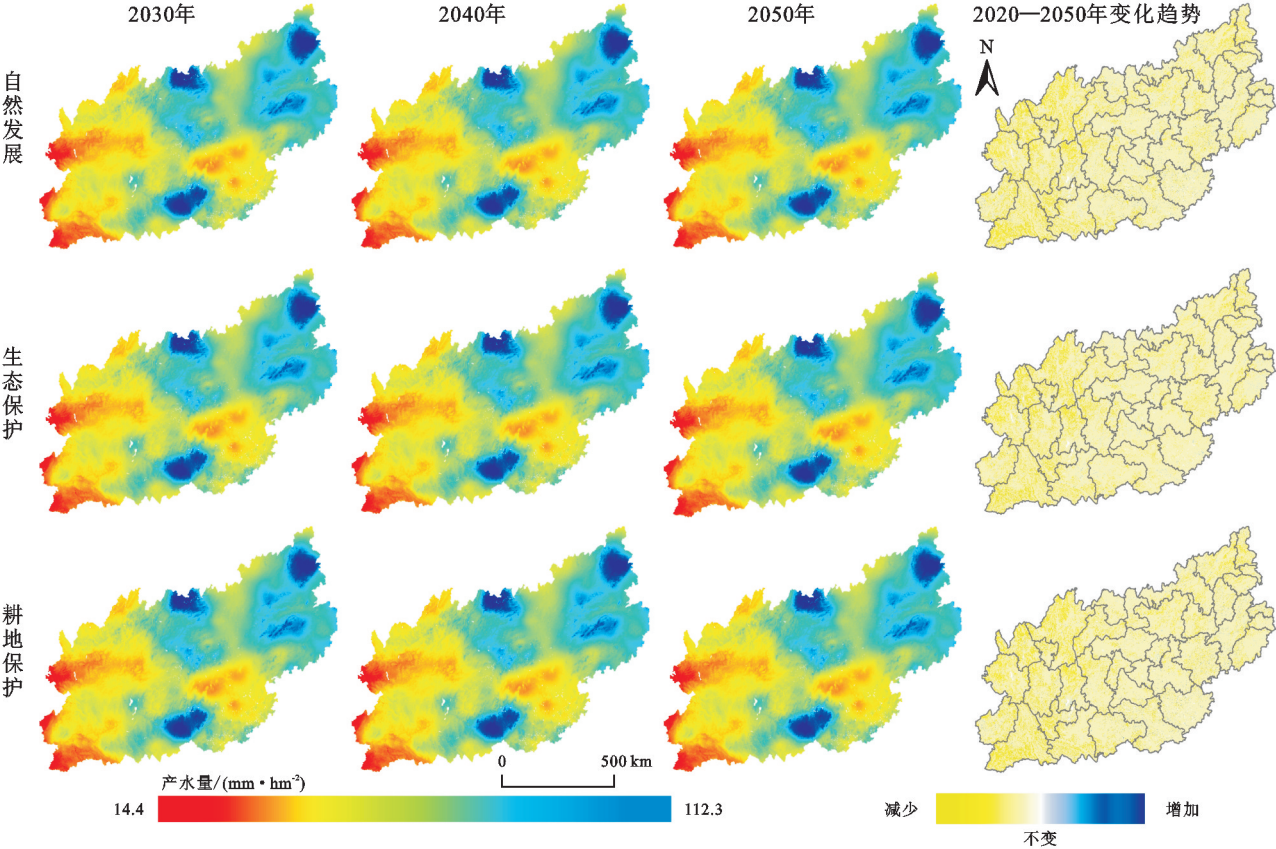 2030年
2040年
2050年
2020—2050年变化趋势
N
自然发展
生态保护
耕地保护
产水量/(mm·hm⁻²)
0
500 km
14.4
112.3
减少
增加
不变